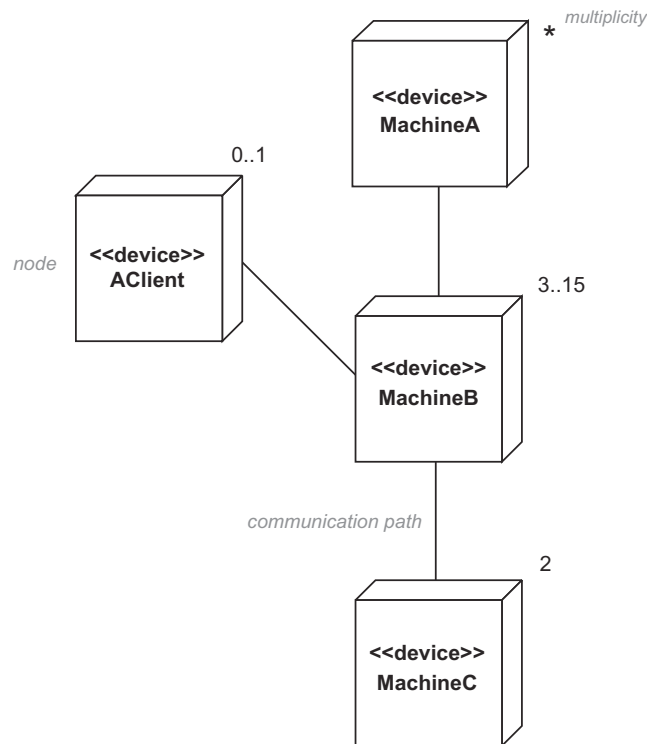 multiplicity
*
<<device>>
MachineA
0..1
node
<<device>>
AClient
3..15
<<device>>
MachineB
communication path
2
<<device>>
MachineC